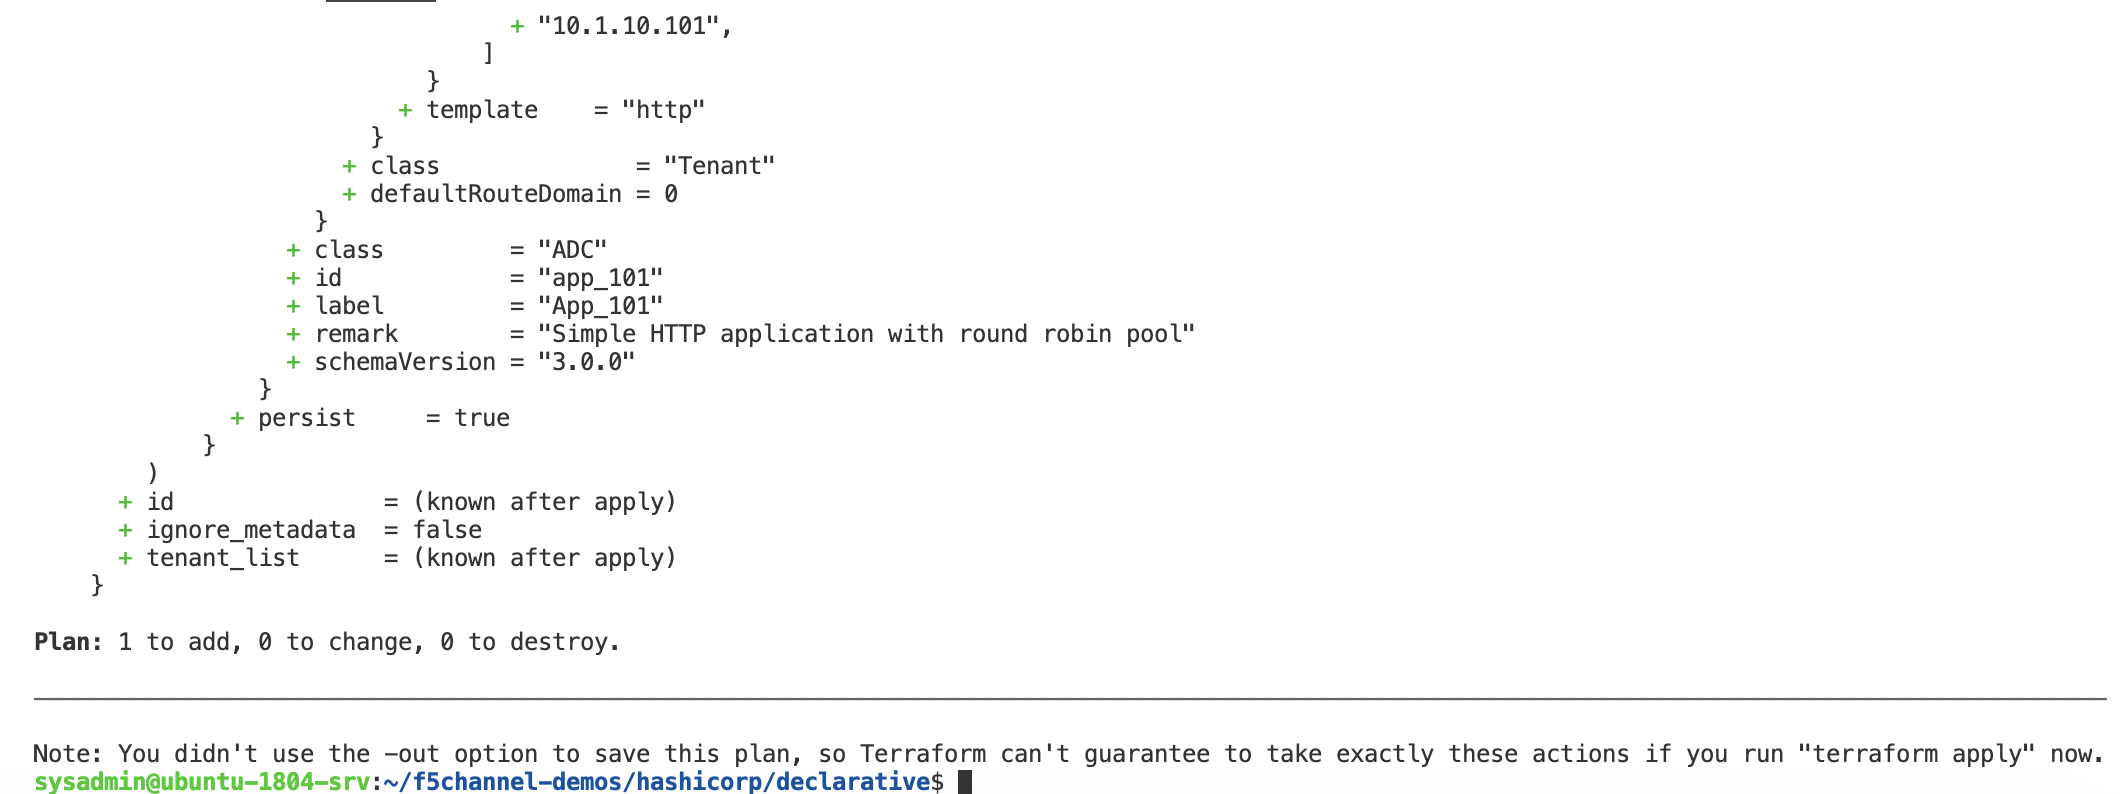 + "10.1.10.101",
]
}
+ template    = "http"
}
+ class              = "Tenant"
+ defaultRouteDomain = 0
}
+ class         = "ADC"
+ id            = "app_101"
+ label         = "App_101"
+ remark        = "Simple HTTP application with round robin pool"
+ schemaVersion = "3.0.0"
}
+ persist     = true
}
)
+ id               = (known after apply)
+ ignore_metadata  = false
+ tenant_list      = (known after apply)
}
Plan: 1 to add, 0 to change, 0 to destroy.
Note: You didn't use the -out option to save this plan, so Terraform can't guarantee to take exactly these actions if you run "terraform apply" now.
sysadmin@ubuntu-1804-srv:~/f5channel-demos/hashicorp/declarative$